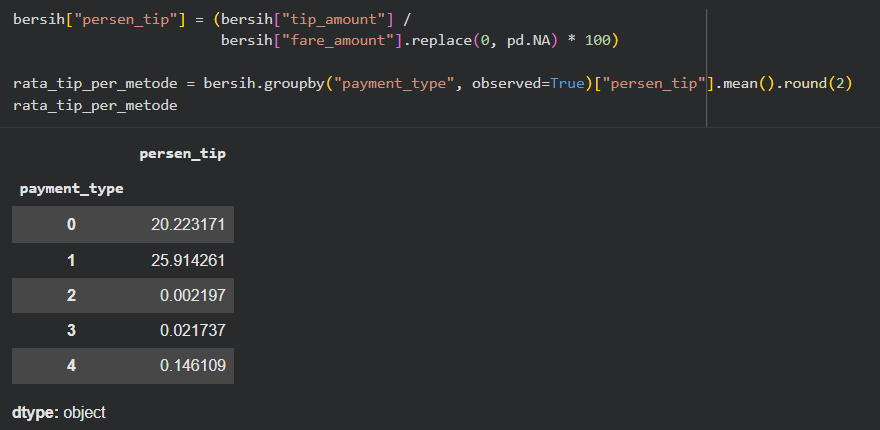 bersih["persen_tip"] = (bersih["tip_amount"] /
bersih["fare_amount"].replace(0, pd.NA) * 100)
rata_tip_per_metode = bersih.groupby("payment_type", observed=True)["persen_tip"].mean().round(2)
rata_tip_per_metode
persen_tip
payment_type
0 20.223171
1 25.914261
2 0.002197
3 0.021737
4 0.146109
dtype: object